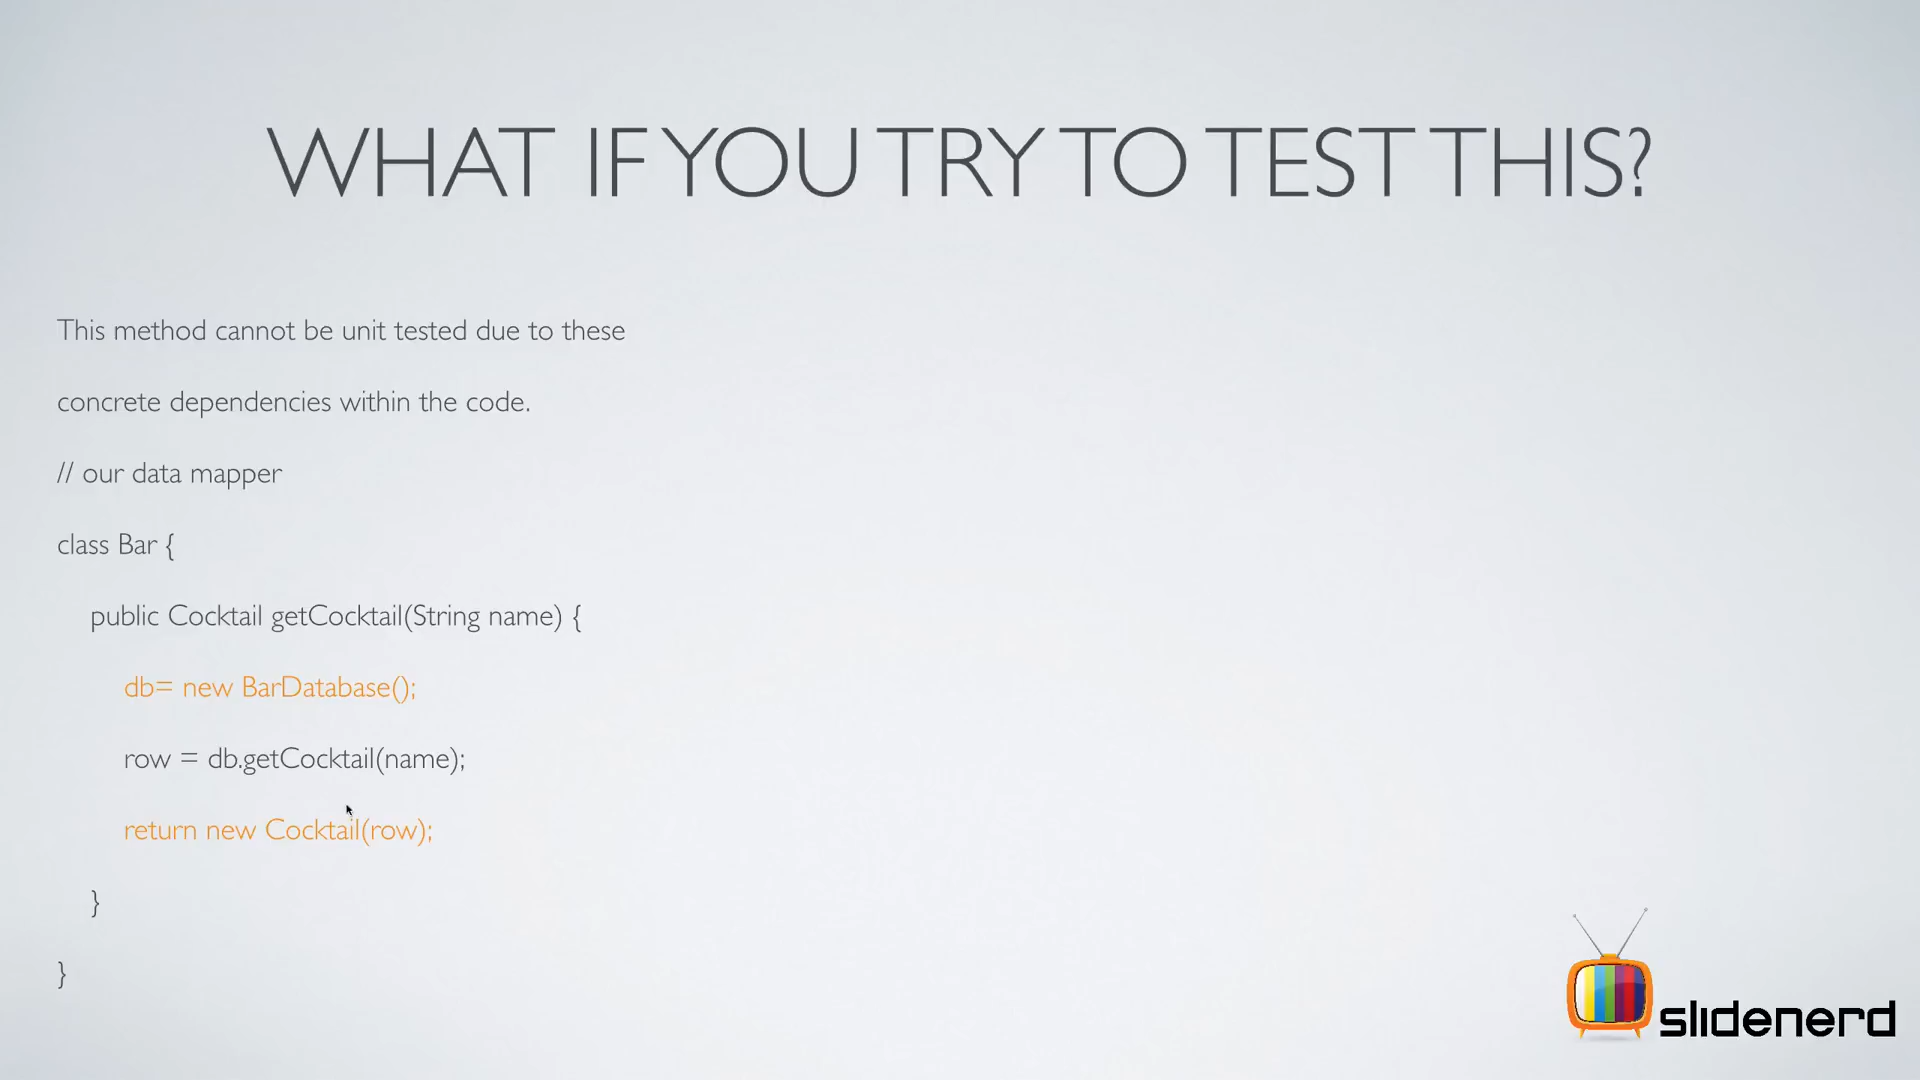 WHAT IF YOU TRY TO TEST THIS?
This method cannot be unit tested due to these
concrete dependencies within the code.
// our data mapper
class Bar {
public Cocktail getCocktail(String name) {
db= new BarDatabase();
row = db.getCocktail(name);
return new Cocktail(row);
}
}
slidenerd